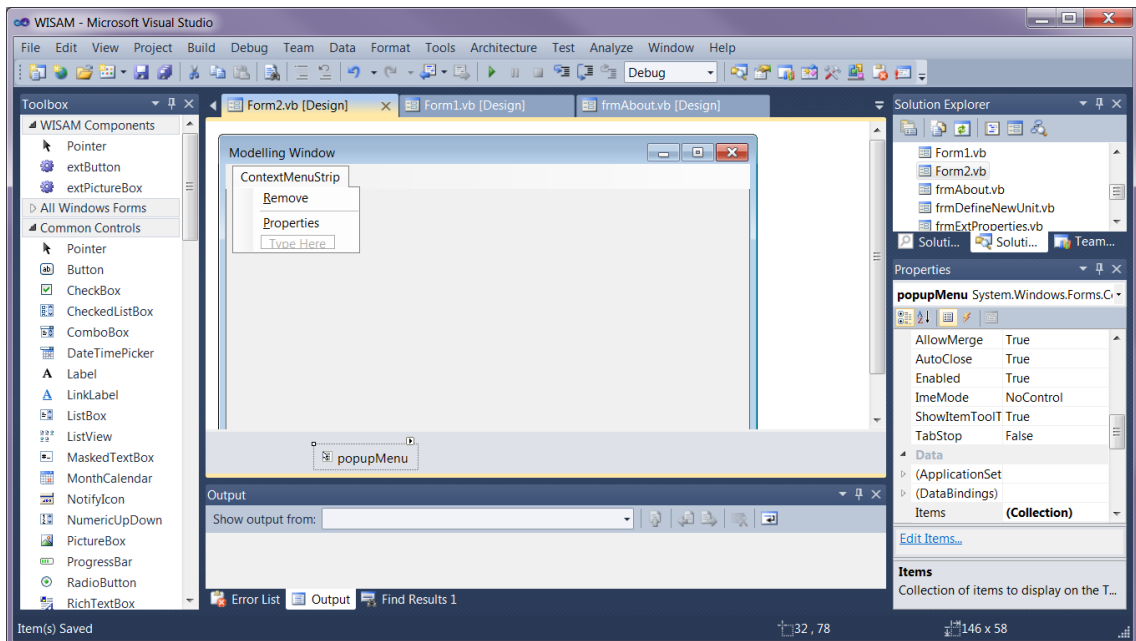 WISAM - Microsoft Visual Studio
File Edit View Project Build Debug Team Data Format Tools Architecture Test Analyze Window Help
Debug
Toolbox
WISAM Components
Pointer
extButton
extPictureBox
All Windows Forms
Common Controls
Pointer
Button
CheckBox
CheckedListBox
ComboBox
DateTimePicker
Label
LinkLabel
ListBox
ListView
MaskedTextBox
MonthCalendar
NotifyIcon
NumericUpDown
PictureBox
ProgressBar
RadioButton
RichTextBox
Form2.vb [Design] Form1.vb [Design] frmAbout.vb [Design]
Modelling Window
ContextMenuStrip
Remove
Properties
Type Here
popupMenu
Output
Show output from:
Error List Output Find Results 1
Solution Explorer
Form1.vb
Form2.vb
frmAbout.vb
frmDefineNewUnit.vb
frmExtProperties.vb
Soluti... Soluti... Team...
Properties
popupMenu System.Windows.Forms.C
AllowMerge True
AutoClose True
Enabled True
ImeMode NoControl
ShowItemToolT True
TabStop False
Data
(ApplicationSet
(DataBindings)
Items (Collection)
Edit Items...
Items
Collection of items to display on the T...
Item(s) Saved 32 , 78 146 x 58